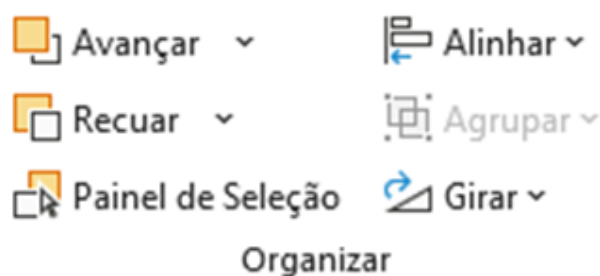 Avançar
Alinhar
Recuar
Agrupar
Painel de Seleção
Girar
Organizar